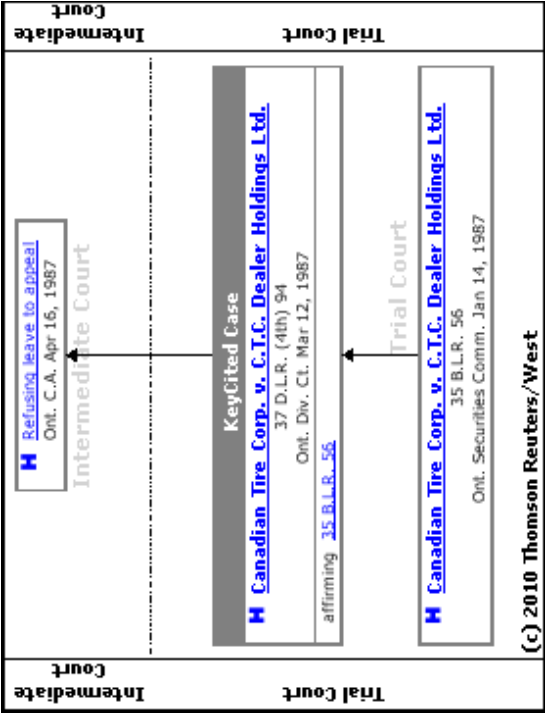 Intermediate
Court
Trial Court
H Refusing leave to appeal
Ont. C.A. Apr 16, 1987
Intermediate Court
KeyCited Case
H Canadian Tire Corp. v. C.T.C. Dealer Holdings Ltd.
37 D.L.R. (4th) 94
Ont. Div. Ct. Mar 12, 1987
affirming 35 B.L.R. 56
Trial Court
H Canadian Tire Corp. v. C.T.C. Dealer Holdings Ltd.
35 B.L.R. 56
Ont. Securities Comm. Jan 14, 1987
(c) 2010 Thomson Reuters/West
Intermediate
Court
Trial Court